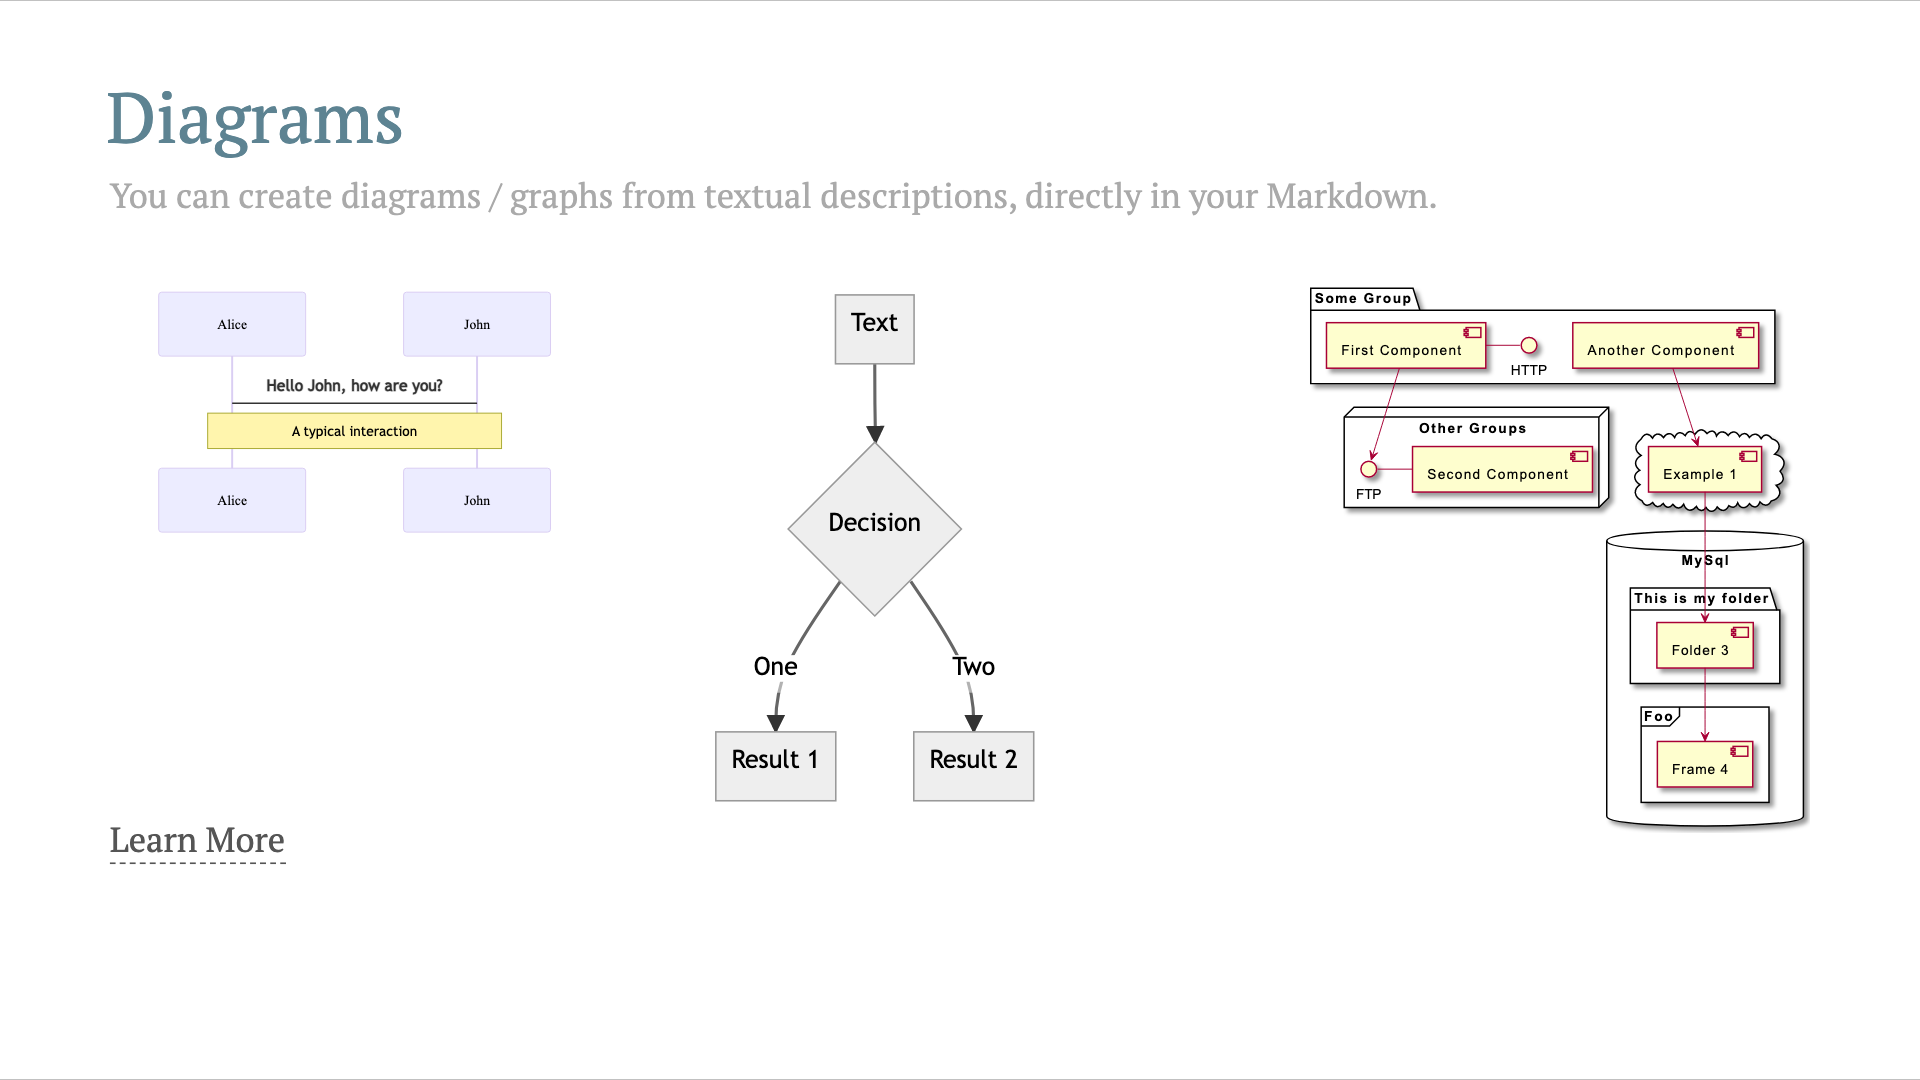 Diagrams
You can create diagrams / graphs from textual descriptions, directly in your Markdown.
Alice
John
Hello John, how are you?
A typical interaction
Alice
John
Text
Decision
One
Two
Result 1
Result 2
Some Group
First Component
HTTP
Another Component
Other Groups
FTP
Second Component
Example 1
MySql
This is my folder
Folder 3
Foo
Frame 4
Learn More